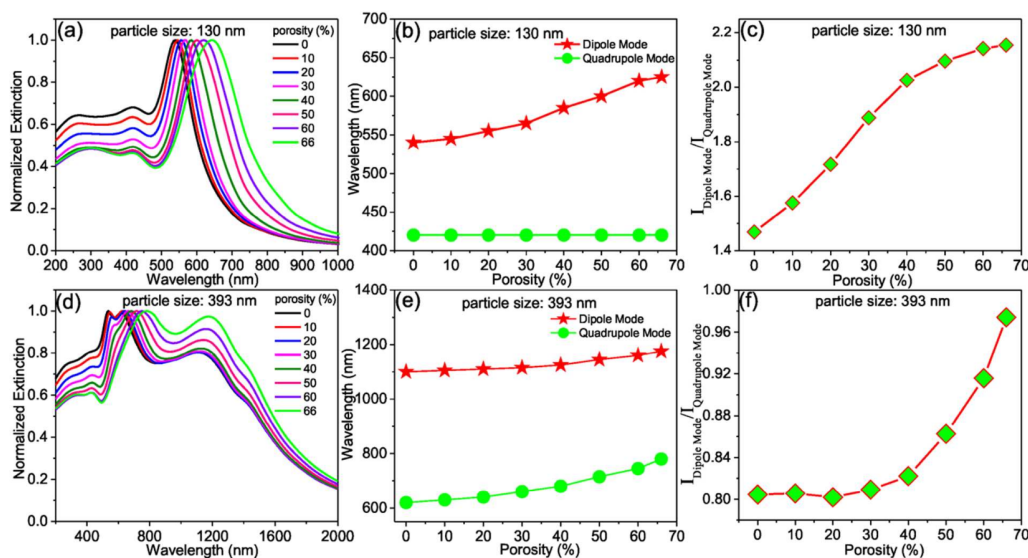 (a)
particle size: 130 nm
porosity (%)
0
10
20
30
40
50
60
66
Normalized Extinction
1.0
0.8
0.6
0.4
0.2
0.0
200 300 400 500 600 700 800 900 1000
Wavelength (nm)
(b)
particle size: 130 nm
Dipole Mode
Quadrupole Mode
Wavelength (nm)
700
650
600
550
450
400
0 10 20 30 40 50 60 70
Porosity (%)
(c)
particle size: 130 nm
I Dipole Mode/I Quadrupole Mode
2.2
2.0
1.8
1.6
1.4
0 10 20 30 40 50 60 70
Porosity (%)
(d)
particle size: 393 nm
porosity (%)
0
10
20
30
40
50
60
66
Normalized Extinction
1.0
0.8
0.6
0.4
0.2
0.0
400 800 1200 1600 2000
Wavelength (nm)
(e)
particle size: 393 nm
Dipole Mode
Quadrupole Mode
Wavelength (nm)
1400
1300
1200
1100
800
600
0 10 20 30 40 50 60 70
Porosity (%)
(f)
particle size: 393 nm
I Dipole Mode/I Quadrupole Mode
1.00
0.96
0.92
0.88
0.84
0.80
0 10 20 30 40 50 60 70
Porosity (%)